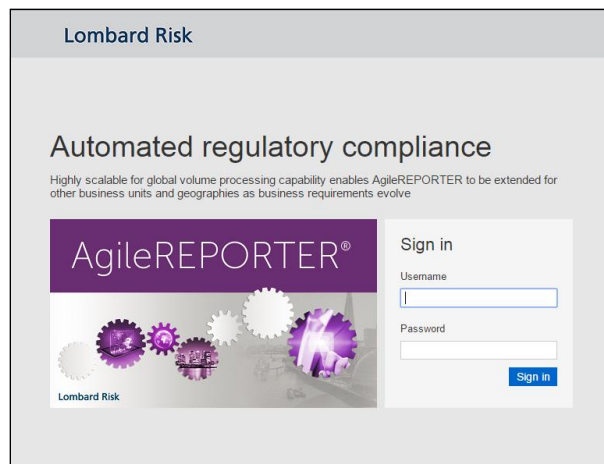 Lombard Risk
Automated regulatory compliance
Highly scalable for global volume processing capability enables AgileREPORTER to be extended for
other business units and geographies as business requirements evolve
AgileREPORTER®
Lombard Risk
Sign in
Username
Password
Sign in